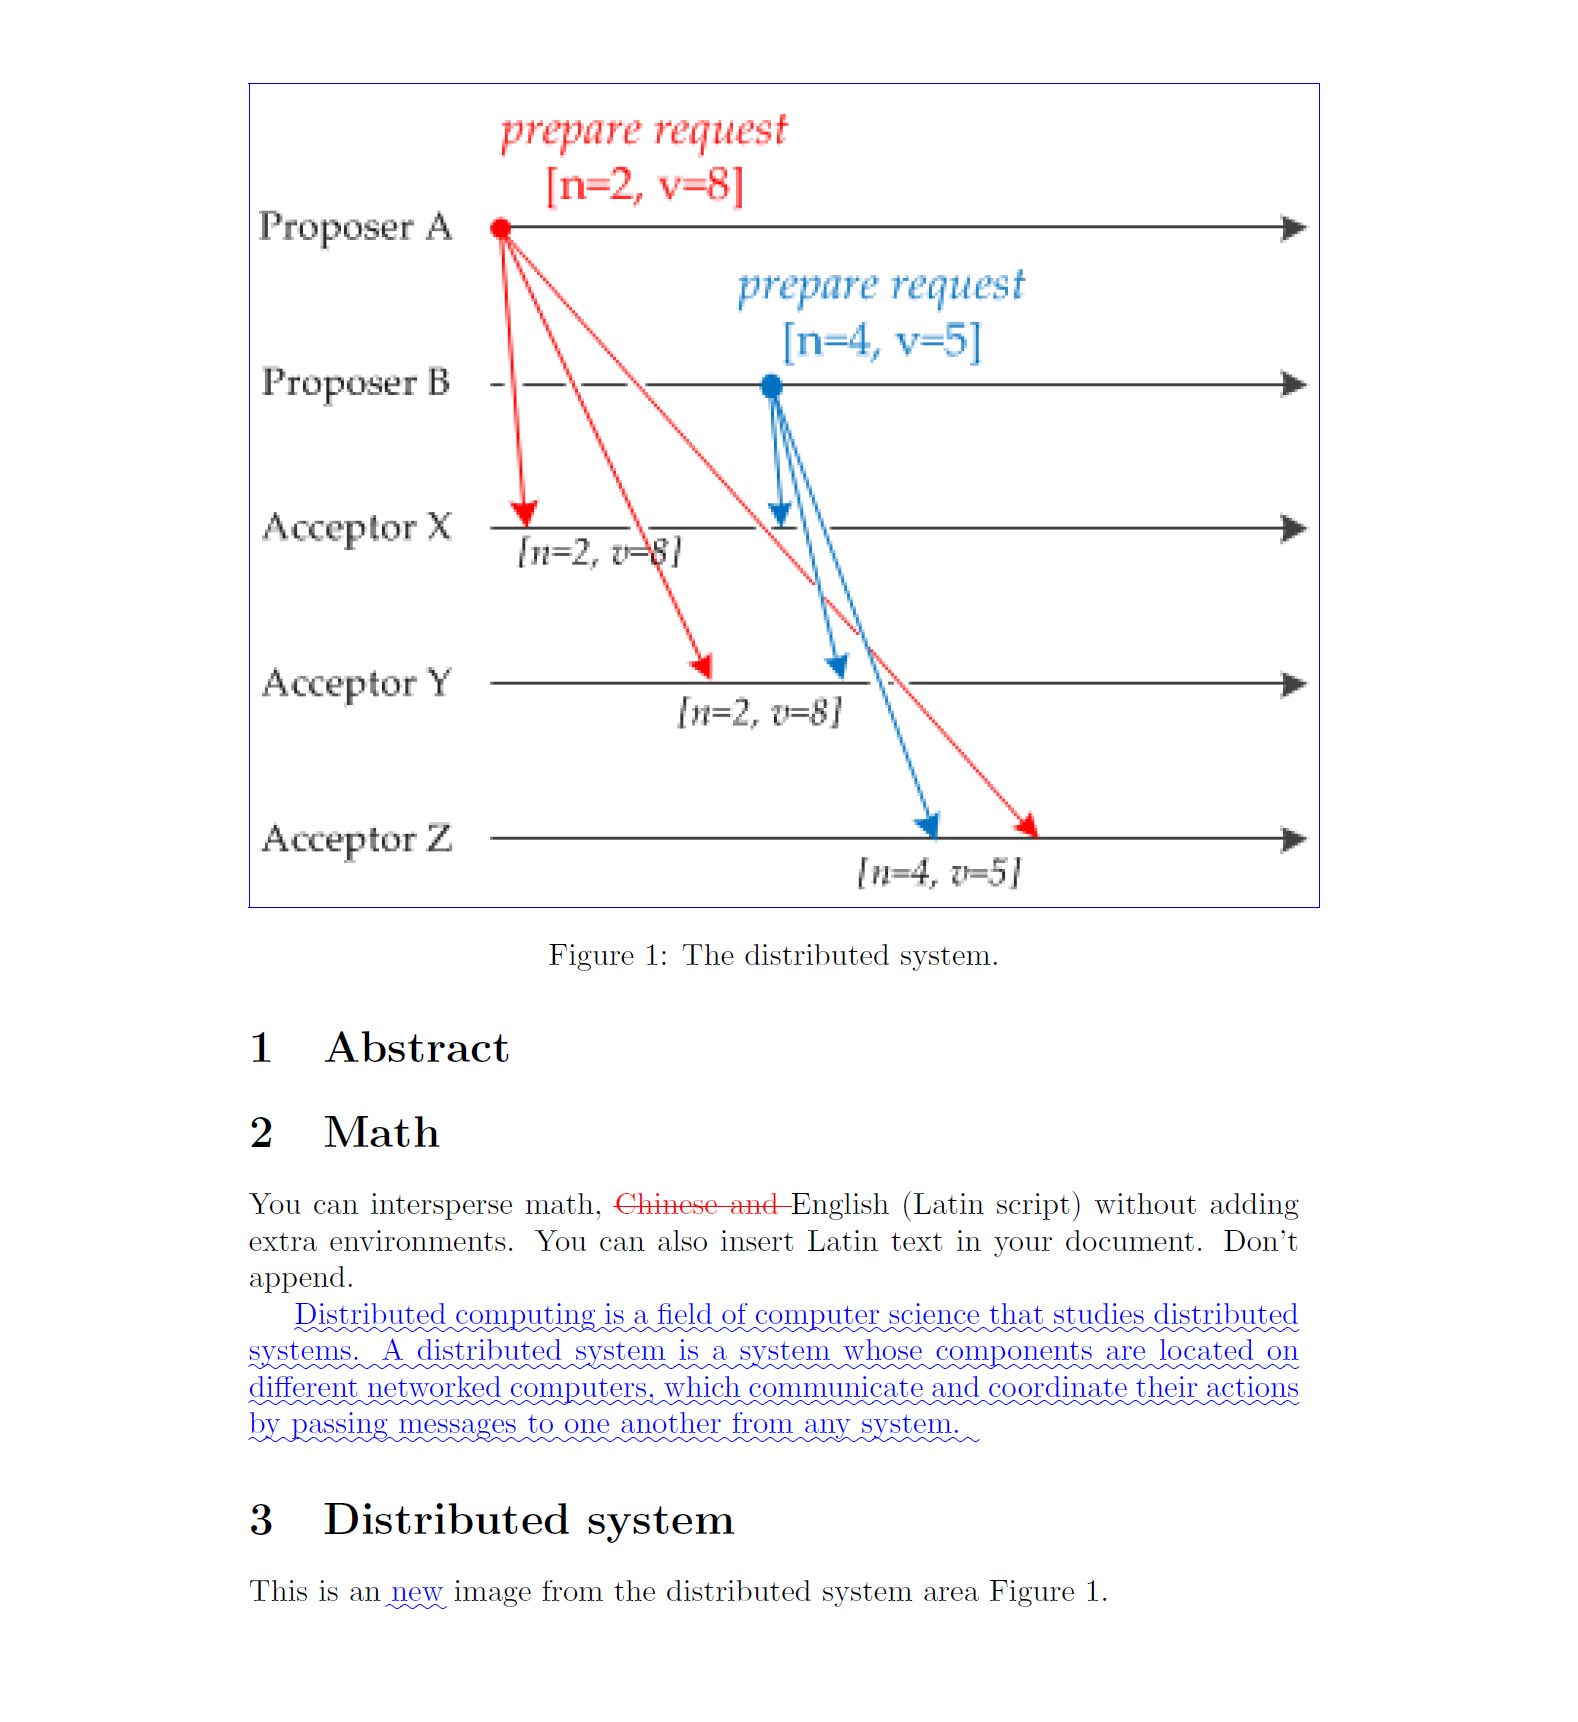 prepare request
[n=2, v=8]
Proposer A
prepare request
[n=4, v=5]
Proposer B
Acceptor X
[n=2, v=8]
Acceptor Y
[n=2, v=8]
Acceptor Z
[n=4, v=5]
Figure 1: The distributed system.
1 Abstract
2 Math
You can intersperse math, Chinese and English (Latin script) without adding
extra environments. You can also insert Latin text in your document. Don't
append.
Distributed computing is a field of computer science that studies distributed
systems. A distributed system is a system whose components are located on
different networked computers, which communicate and coordinate their actions
by passing messages to one another from any system.
3 Distributed system
This is an new image from the distributed system area Figure 1.